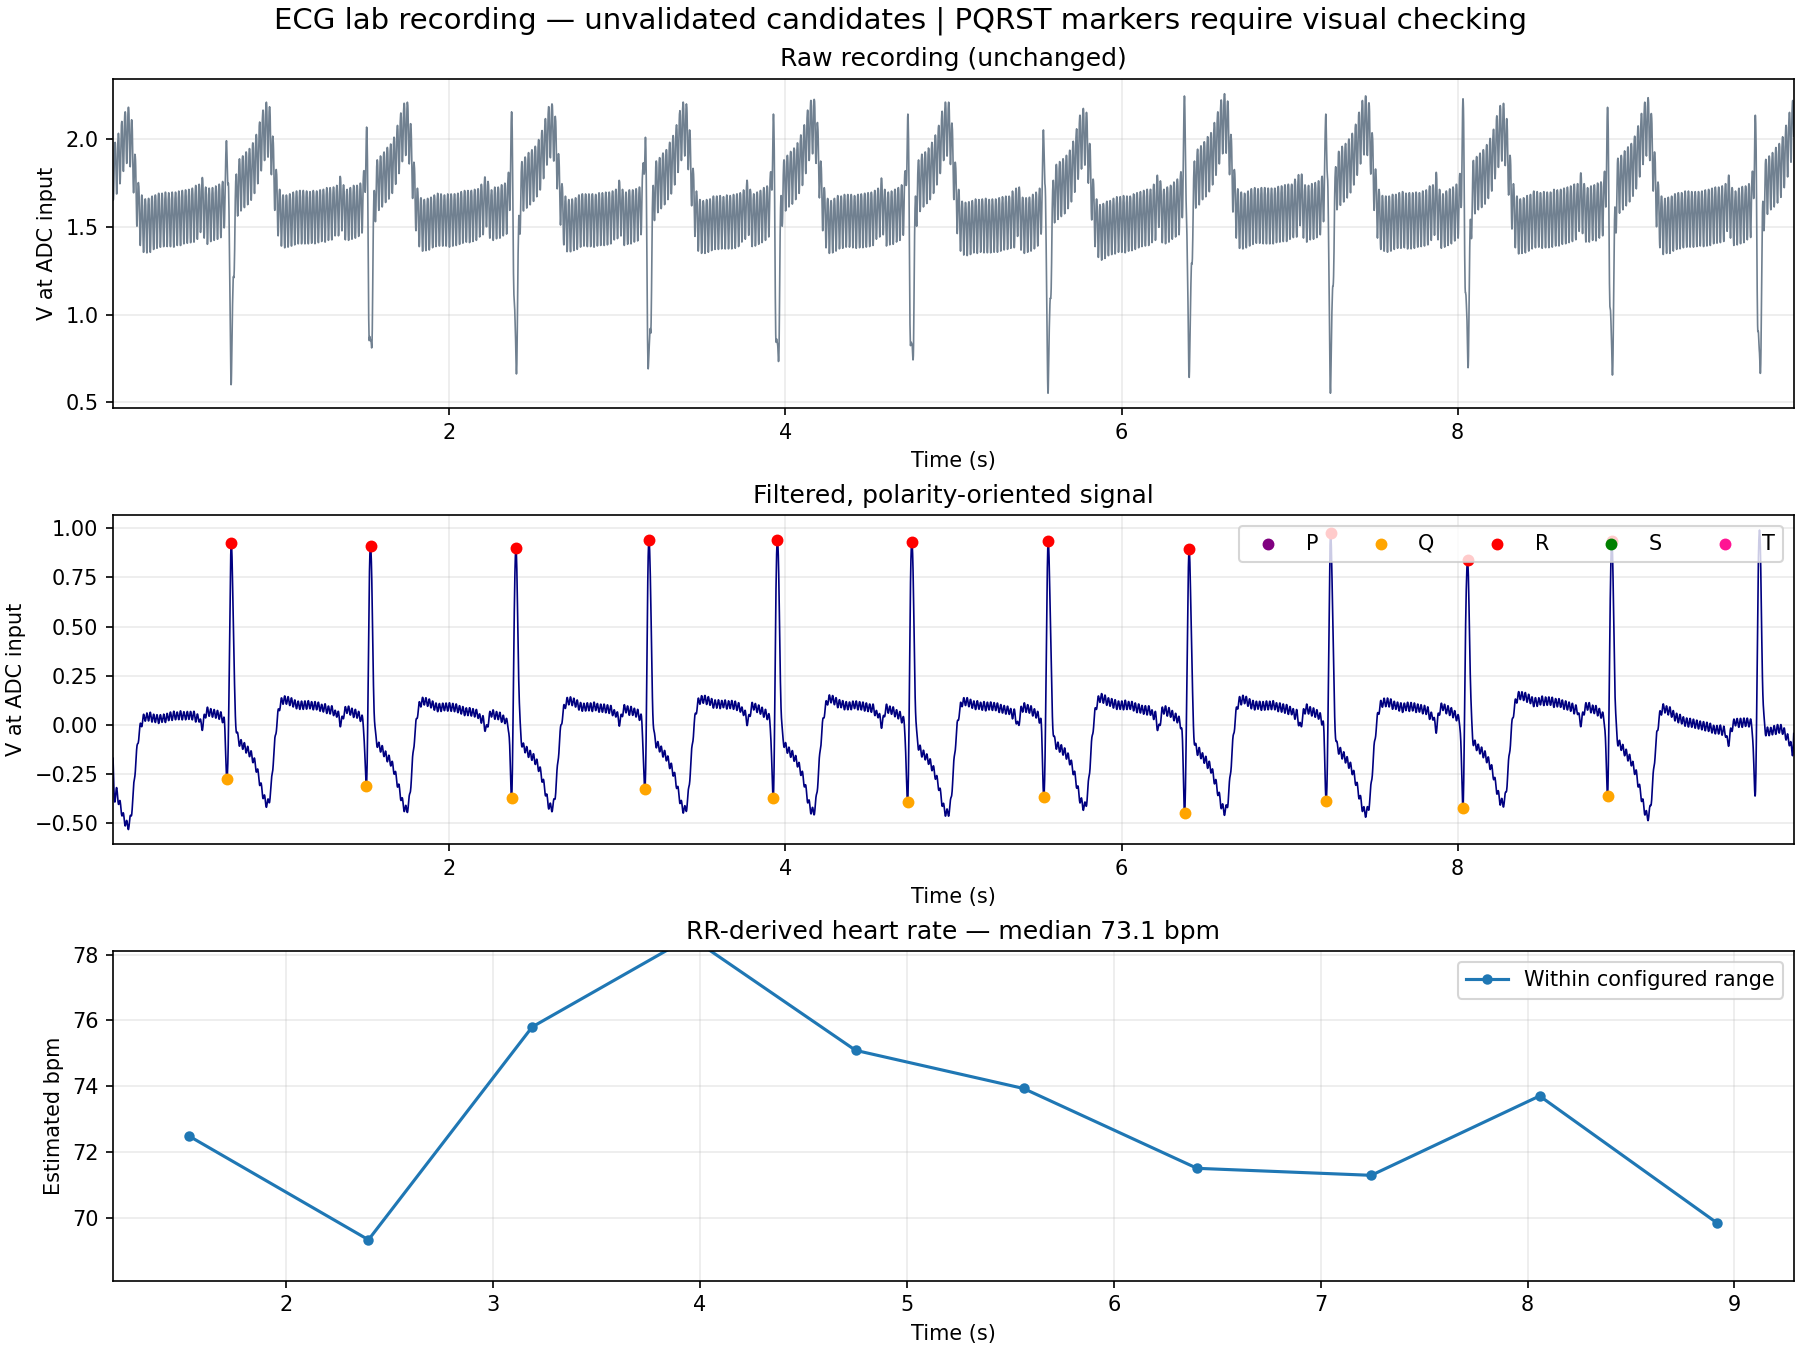 ECG lab recording — unvalidated candidates | PQRST markers require visual checking
Raw recording (unchanged)
V at ADC input
2.0
1.5
1.0
0.5
2 4 6 8
Time (s)
Filtered, polarity-oriented signal
V at ADC input
1.00
0.75
0.50
0.25
0.00
−0.25
−0.50
P Q R S T
2 4 6 8
Time (s)
RR-derived heart rate — median 73.1 bpm
Estimated bpm
78
76
74
72
70
Within configured range
2 3 4 5 6 7 8 9
Time (s)